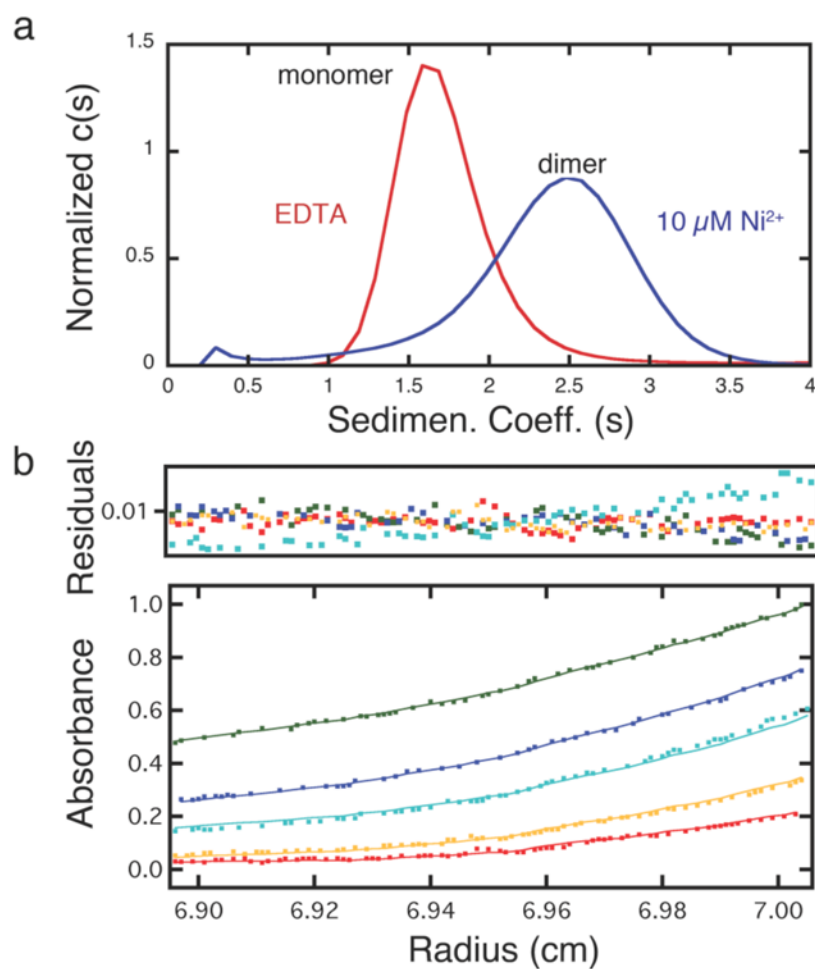 a
Normalized c(s)
1.5
1
0.5
0
monomer
dimer
EDTA
10 µM Ni²⁺
0 0.5 1 1.5 2 2.5 3 3.5 4
Sedimen. Coeff. (s)
b
Residuals
0.01
Absorbance
1.0
0.8
0.6
0.4
0.2
0.0
6.90 6.92 6.94 6.96 6.98 7.00
Radius (cm)